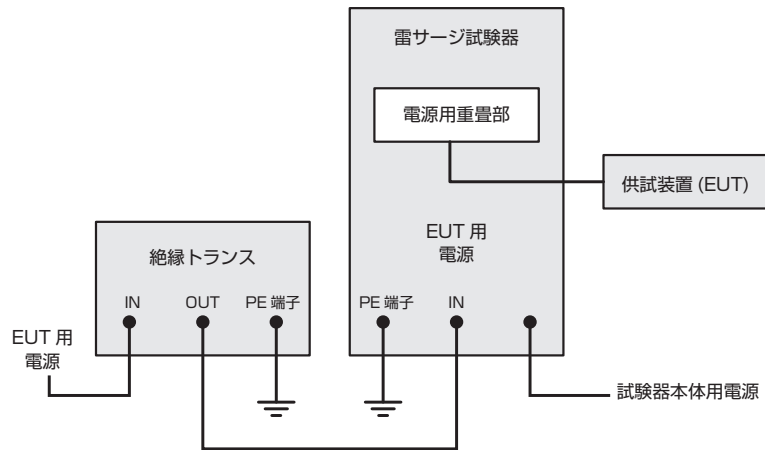 雷サージ試験器
電源用重畳部
供試装置 (EUT)
EUT 用
電源
絶縁トランス
IN
OUT
PE 端子
PE 端子
IN
EUT 用
電源
試験器本体用電源